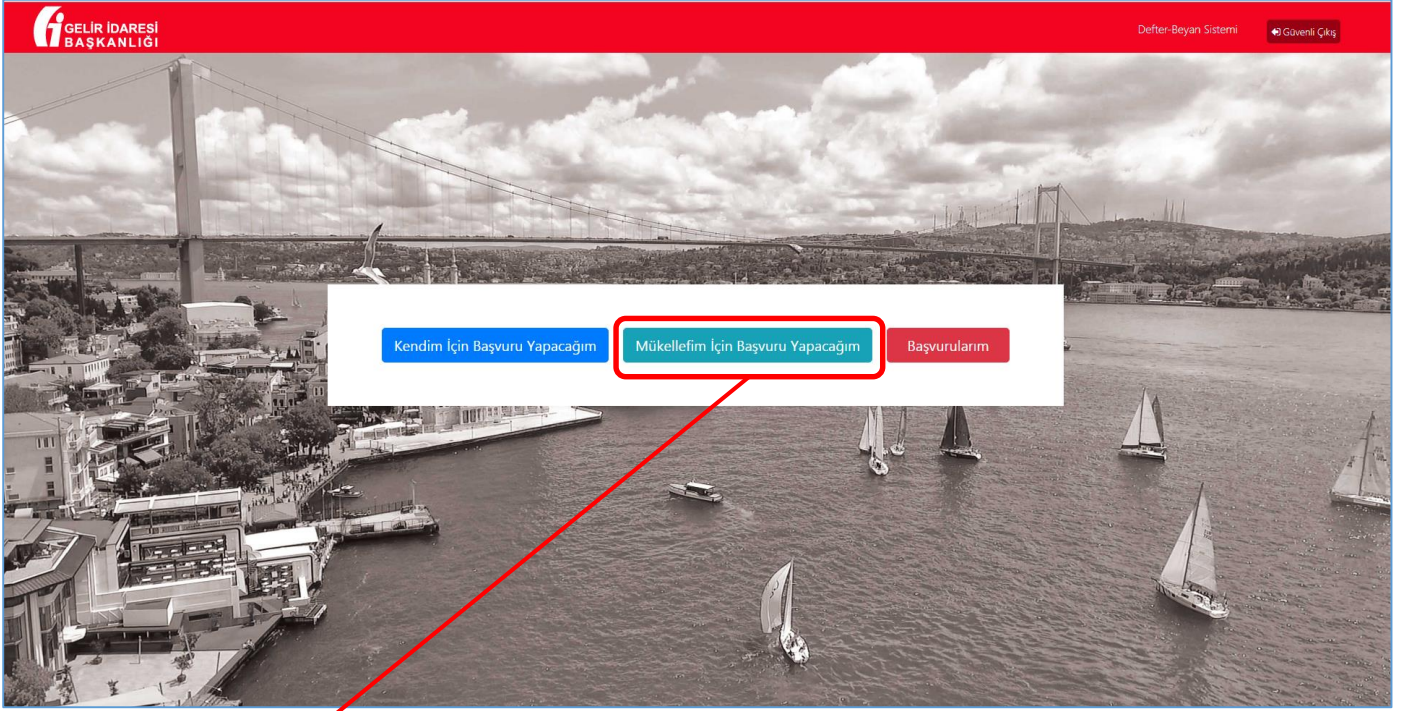 GELİR İDARESİ
BAŞKANLIĞI
Defter-Beyan Sistemi
Güvenli Çıkış
Kendim İçin Başvuru Yapacağım
Mükellefim İçin Başvuru Yapacağım
Başvurularım